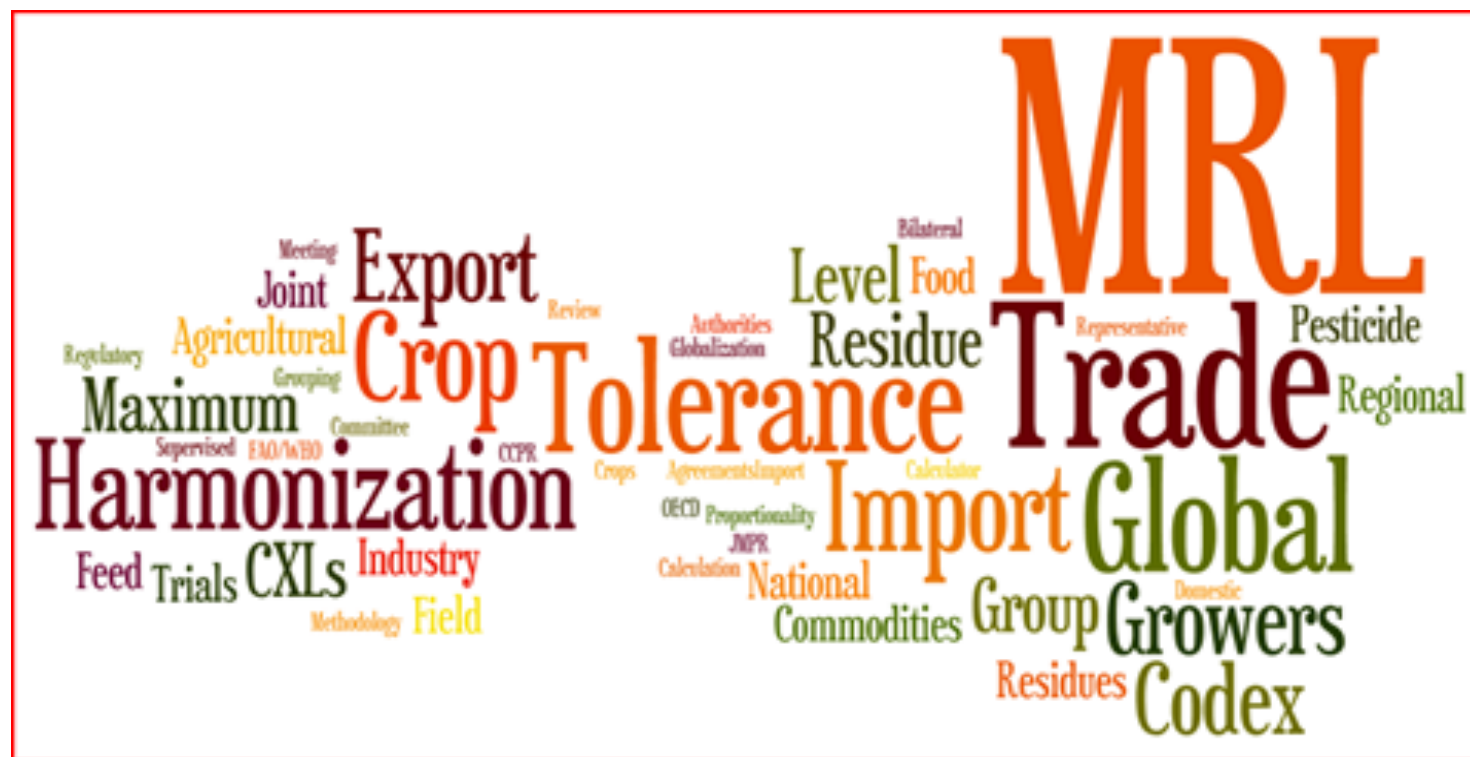 MRL
Bilateral
Meeting
Export
Level
Food
Joint
Review
Trade
Authorities
Representative
Pesticide
Agricultural
Crop
Residue
Regulatory
Globalization
Tolerance
Grouping
Regional
Maximum
Committee
Supervised
FAO/WHO
CCPR
Harmonization
Crops
AgreementsImport
Calculator
Import
Global
OECD
Proportionality
JMPR
Feed
Trials
CXLs
Industry
Calculation
National
Domestic
Methodology
Field
Commodities
Group
Growers
Residues
Codex